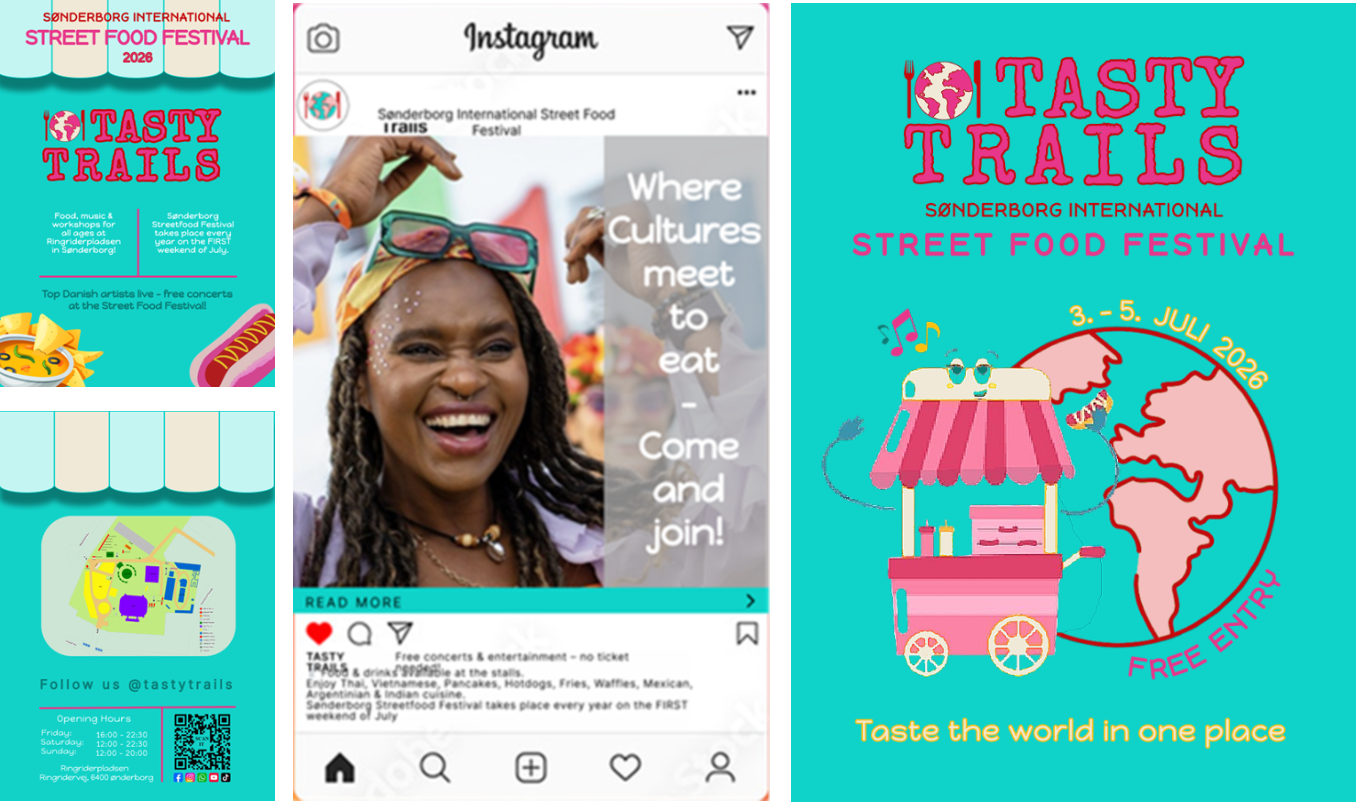 SØNDERBORG INTERNATIONAL
STREET FOOD FESTIVAL
2026
TASTY
TRAILS
Food, music &
workshops for
all ages at
Ringriderpladsen
in Sønderborg!
Sønderborg
Streetfood Festival
takes place every
year on the FIRST
weekend of July.
Top Danish artists live - free concerts
at the Street Food Festival!
Follow us @tastytrails
Opening Hours
Friday: 16:00 - 22:30
Saturday: 12:00 - 22:30
Sunday: 12:00 - 20:00
Ringriderpladsen
Ringridervej, 6400 ønderborg
SCAN
IT
Instagram
Sønderborg International Street Food
Trails Festival
Where
Cultures
meet
to
eat
-
Come
and
join!
READ MORE
TASTY Free concerts & entertainment – no ticket
TRAILS needed!
Food & drinks available at the stalls.
Enjoy Thai, Vietnamese, Pancakes, Hotdogs, Fries, Waffles, Mexican,
Argentinian & Indian cuisine.
Sønderborg Streetfood Festival takes place every year on the FIRST
weekend of July
TASTY
TRAILS
SØNDERBORG INTERNATIONAL
STREET FOOD FESTIVAL
3. - 5. JULI 2026
FREE ENTRY
Taste the world in one place